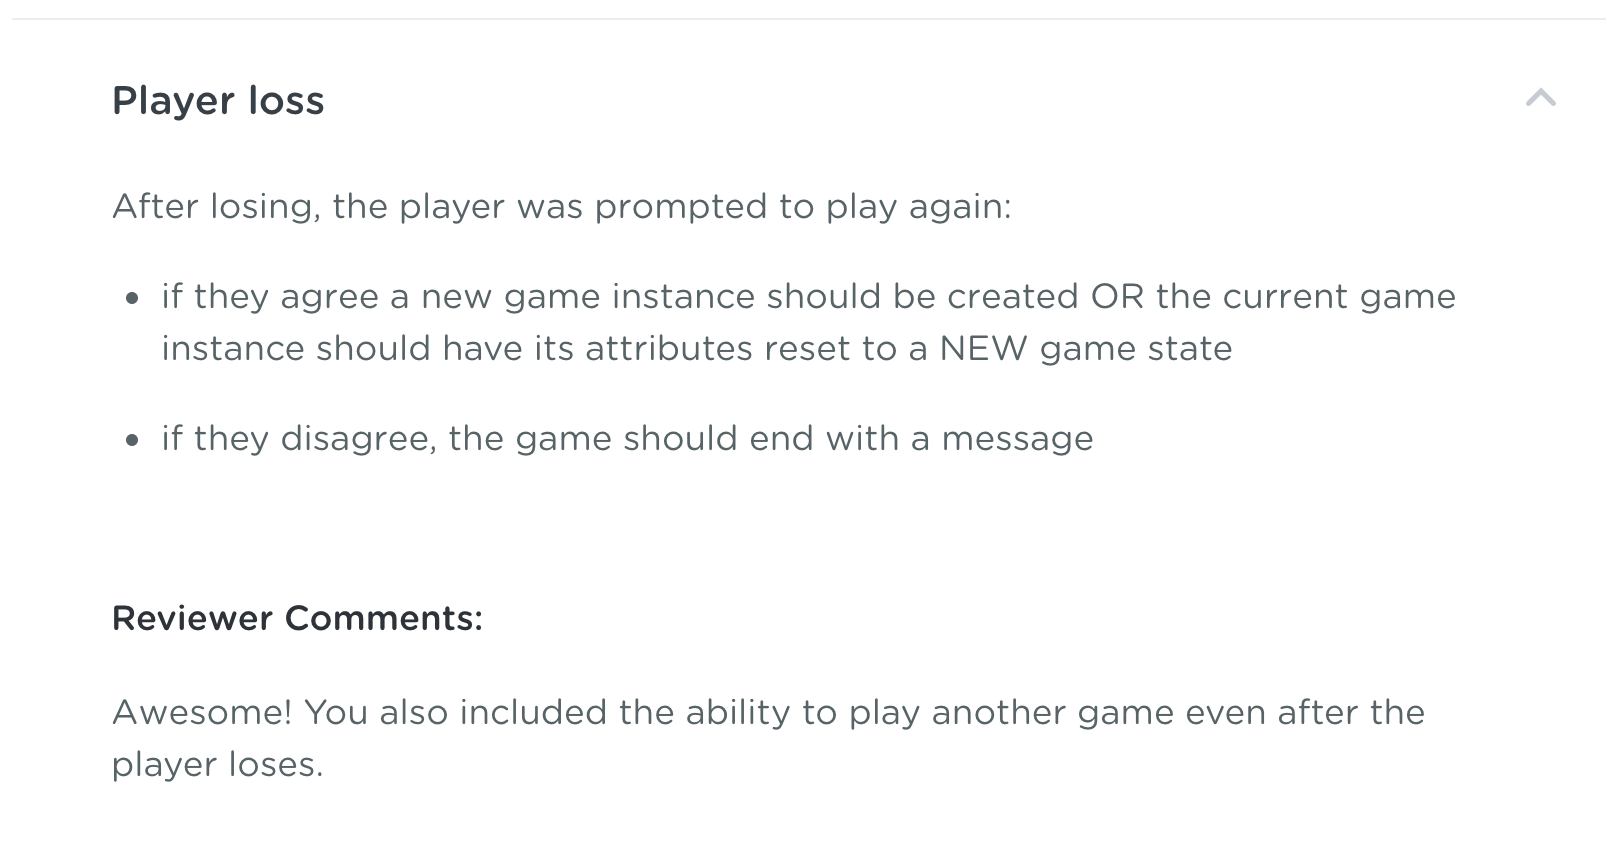 Player loss
After losing, the player was prompted to play again:
• if they agree a new game instance should be created OR the current game
instance should have its attributes reset to a NEW game state
• if they disagree, the game should end with a message
Reviewer Comments:
Awesome! You also included the ability to play another game even after the
player loses.